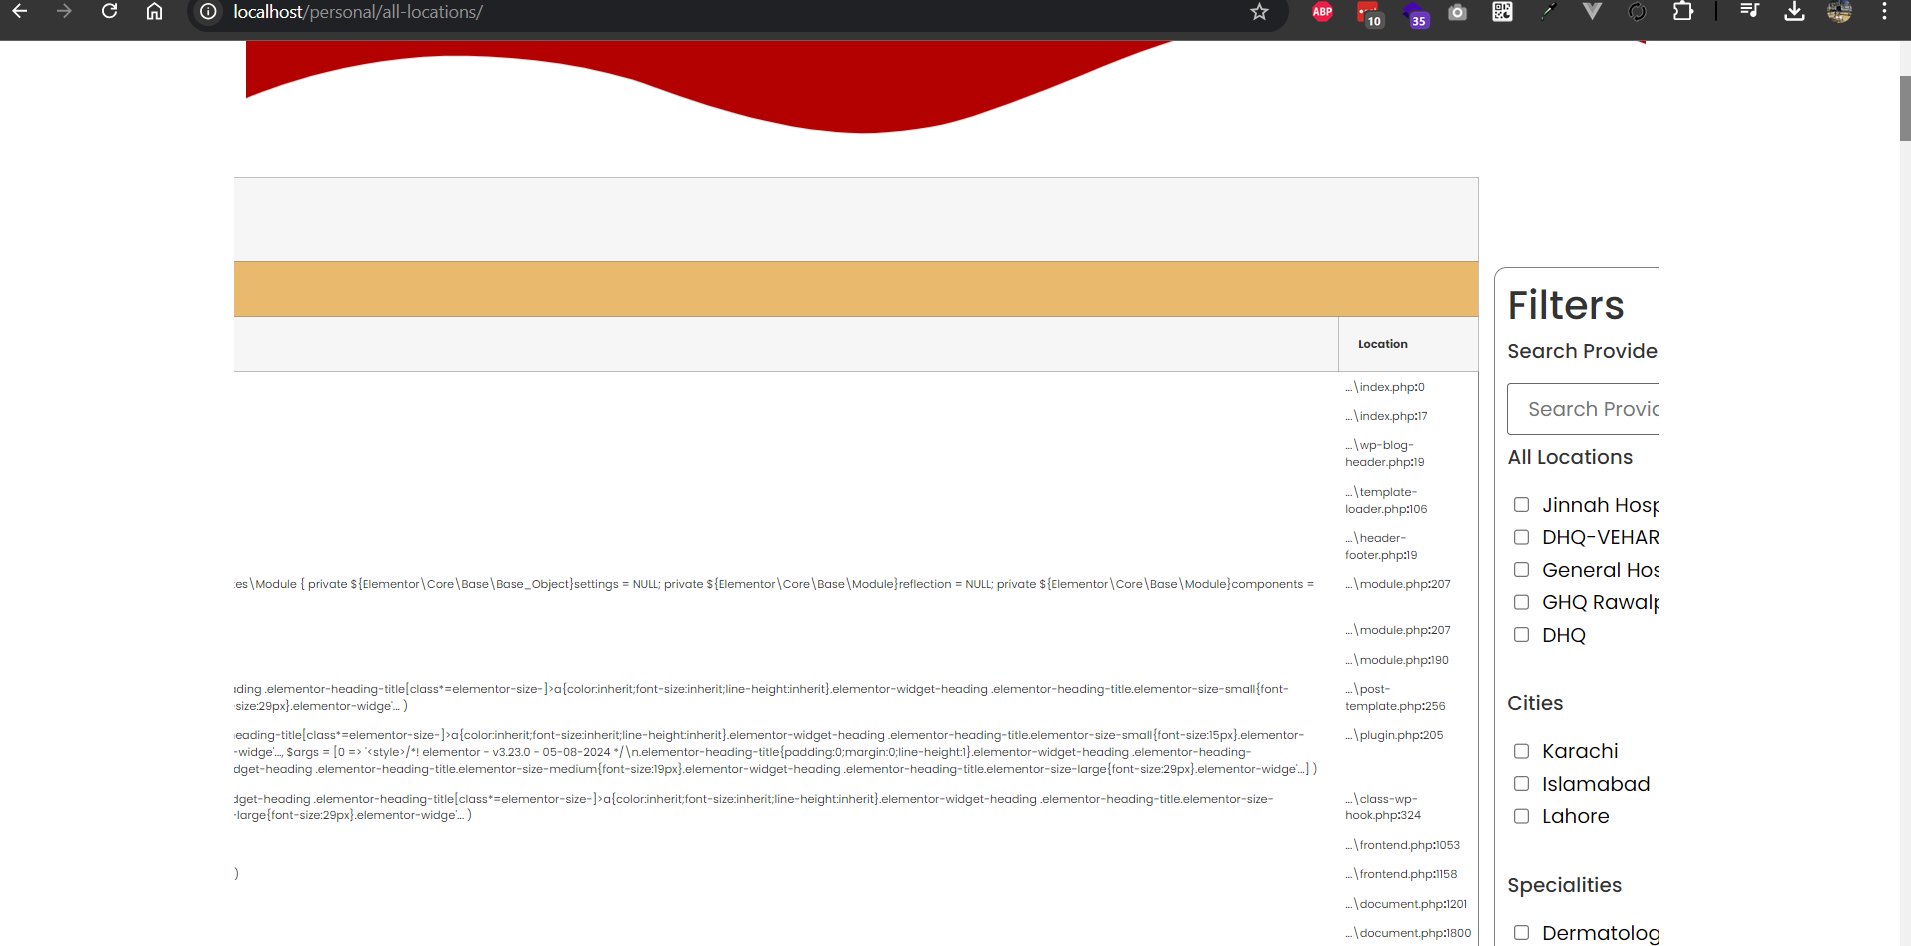 localhost/personal/all-locations/
ABP
10
35
Location
...\index.php:0
...\index.php:17
...\wp-blog-
header.php:19
...\template-
loader.php:106
...\header-
footer.php:19
es\Module { private ${Elementor\Core\Base\Base_Object}settings = NULL; private ${Elementor\Core\Base\Module}reflection = NULL; private ${Elementor\Core\Base\Module}components =
...\module.php:207
...\module.php:207
...\module.php:190
ding .elementor-heading-title[class*=elementor-size-]>a{color:inherit;font-size:inherit;line-height:inherit}.elementor-widget-heading .elementor-heading-title.elementor-size-small{font-
size:29px}.elementor-widge'... )
...\post-
template.php:256
eading-title[class*=elementor-size-]>a{color:inherit;font-size:inherit;line-height:inherit}.elementor-widget-heading .elementor-heading-title.elementor-size-small{font-size:15px}.elementor-
-widge'..., $args = [0 => '<style>/*! elementor - v3.23.0 - 05-08-2024 */\n.elementor-heading-title{padding:0;margin:0;line-height:1}.elementor-widget-heading .elementor-heading-
dget-heading .elementor-heading-title.elementor-size-medium{font-size:19px}.elementor-widget-heading .elementor-heading-title.elementor-size-large{font-size:29px}.elementor-widge'...] )
...\plugin.php:205
dget-heading .elementor-heading-title[class*=elementor-size-]>a{color:inherit;font-size:inherit;line-height:inherit}.elementor-widget-heading .elementor-heading-title.elementor-size-
-large{font-size:29px}.elementor-widge'... )
...\class-wp-
hook.php:324
...\frontend.php:1053
)
...\frontend.php:1158
...\document.php:1201
...\document.php:1800
Filters
Search Provide
Search Provid
All Locations
Jinnah Hosp
DHQ-VEHAR
General Hos
GHQ Rawalp
DHQ
Cities
Karachi
Islamabad
Lahore
Specialities
Dermatolog